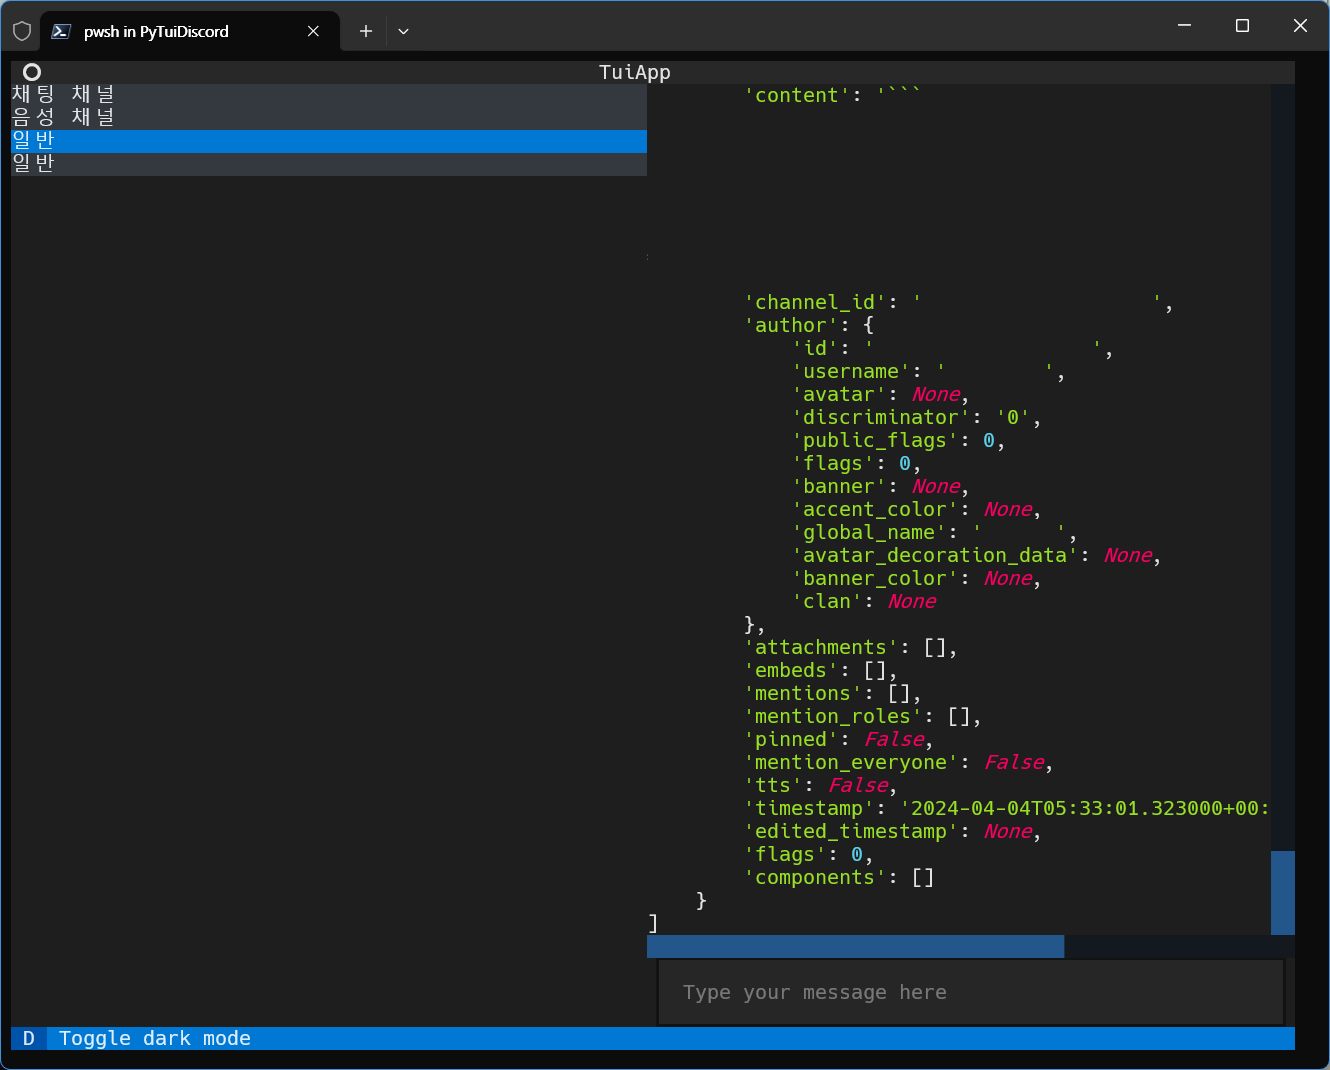 pwsh in PyTuiDiscord
TuiApp
채팅 채널
음성 채널
일반
일반
'content': '```
'channel_id': ' ',
'author': {
'id': ' ',
'username': ' ',
'avatar': None,
'discriminator': '0',
'public_flags': 0,
'flags': 0,
'banner': None,
'accent_color': None,
'global_name': ' ',
'avatar_decoration_data': None,
'banner_color': None,
'clan': None
},
'attachments': [],
'embeds': [],
'mentions': [],
'mention_roles': [],
'pinned': False,
'mention_everyone': False,
'tts': False,
'timestamp': '2024-04-04T05:33:01.323000+00:
'edited_timestamp': None,
'flags': 0,
'components': []
}
]
Type your message here
D Toggle dark mode